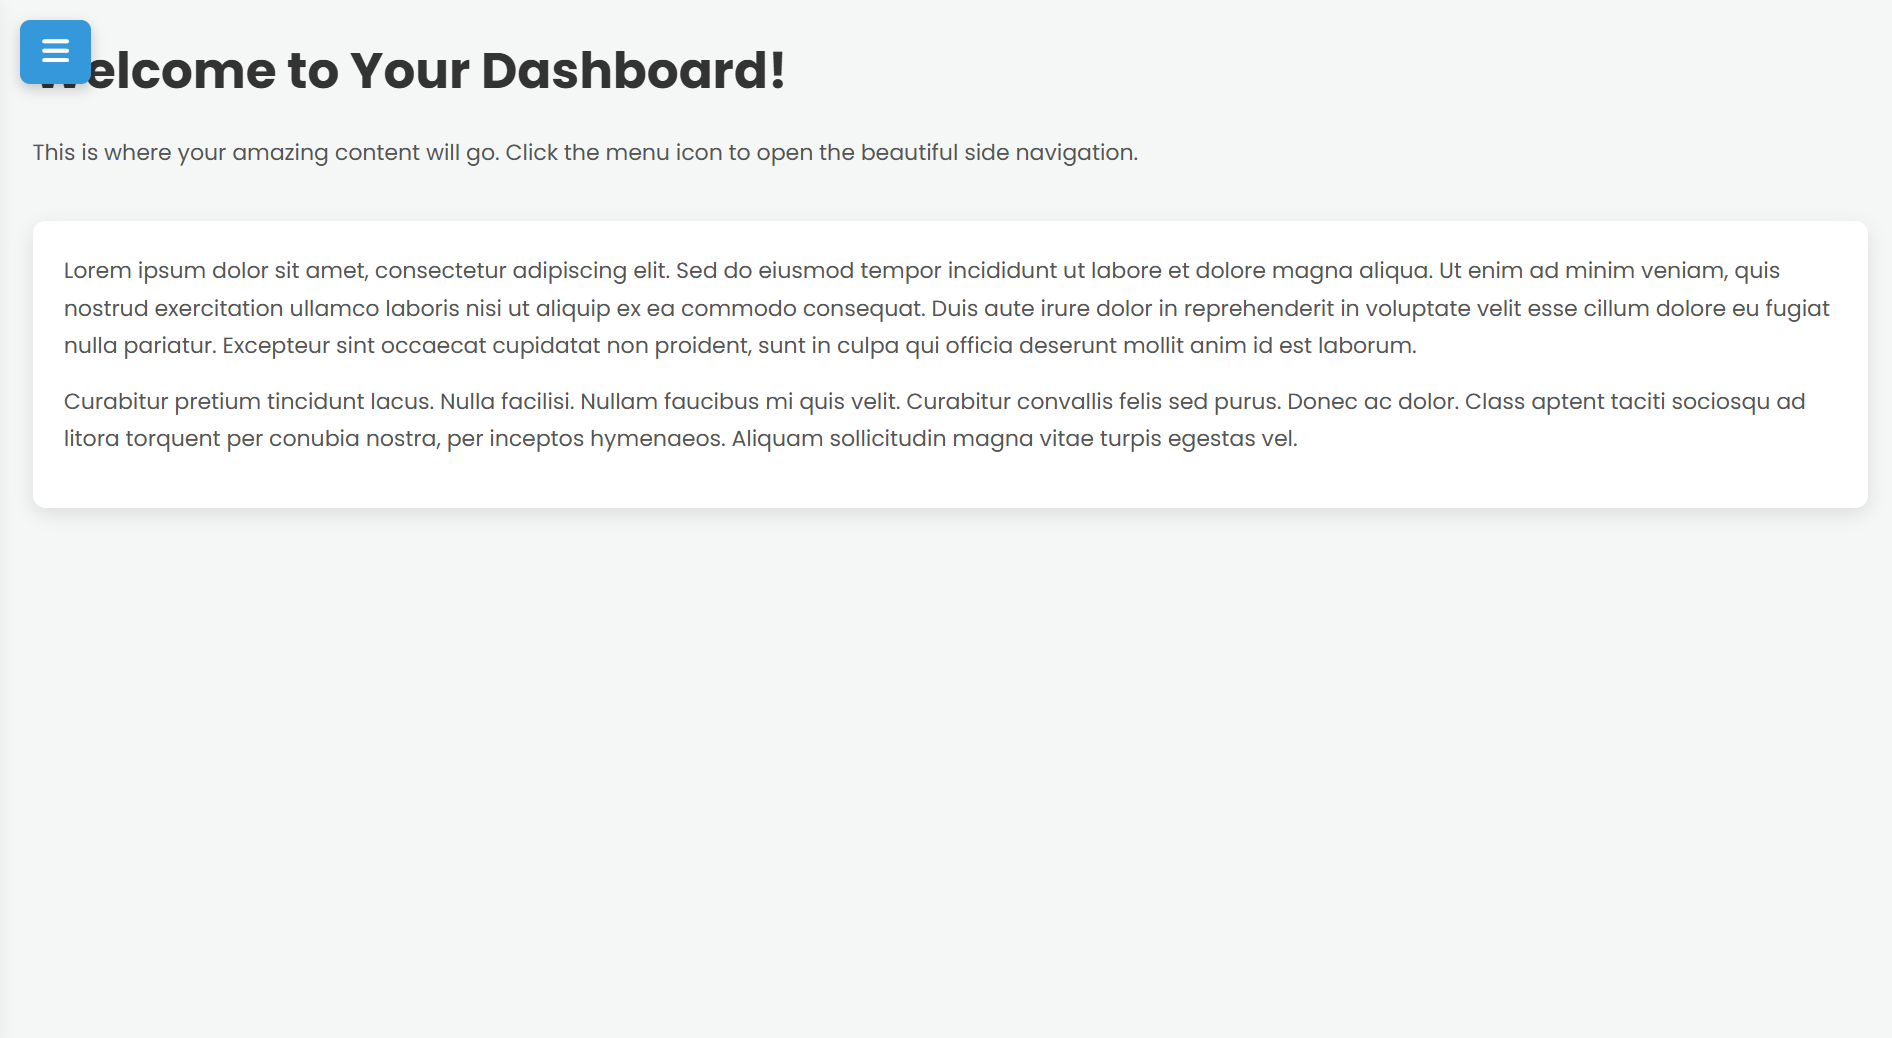 Welcome to Your Dashboard!
This is where your amazing content will go. Click the menu icon to open the beautiful side navigation.
Lorem ipsum dolor sit amet, consectetur adipiscing elit. Sed do eiusmod tempor incididunt ut labore et dolore magna aliqua. Ut enim ad minim veniam, quis
nostrud exercitation ullamco laboris nisi ut aliquip ex ea commodo consequat. Duis aute irure dolor in reprehenderit in voluptate velit esse cillum dolore eu fugiat
nulla pariatur. Excepteur sint occaecat cupidatat non proident, sunt in culpa qui officia deserunt mollit anim id est laborum.
Curabitur pretium tincidunt lacus. Nulla facilisi. Nullam faucibus mi quis velit. Curabitur convallis felis sed purus. Donec ac dolor. Class aptent taciti sociosqu ad
litora torquent per conubia nostra, per inceptos hymenaeos. Aliquam sollicitudin magna vitae turpis egestas vel.